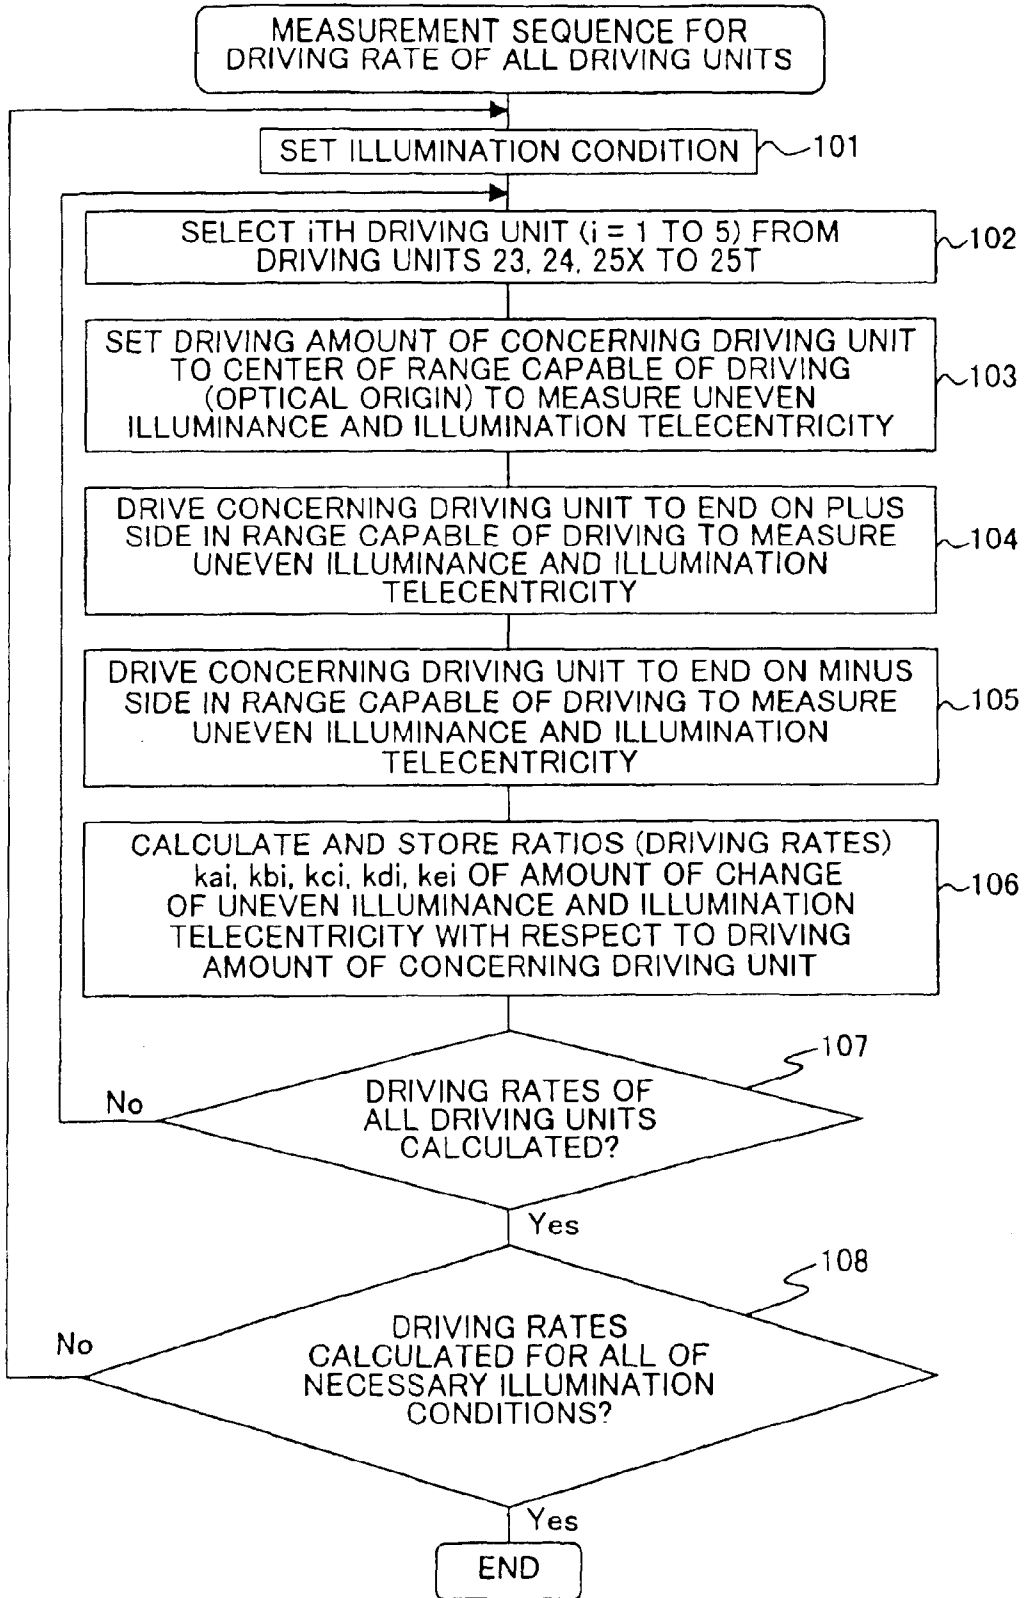 MEASUREMENT SEQUENCE FOR
DRIVING RATE OF ALL DRIVING UNITS
SET ILLUMINATION CONDITION
101
SELECT iTH DRIVING UNIT (i = 1 TO 5) FROM
DRIVING UNITS 23, 24, 25X TO 25T
102
SET DRIVING AMOUNT OF CONCERNING DRIVING UNIT
TO CENTER OF RANGE CAPABLE OF DRIVING
(OPTICAL ORIGIN) TO MEASURE UNEVEN
ILLUMINANCE AND ILLUMINATION TELECENTRICITY
103
DRIVE CONCERNING DRIVING UNIT TO END ON PLUS
SIDE IN RANGE CAPABLE OF DRIVING TO MEASURE
UNEVEN ILLUMINANCE AND ILLUMINATION
TELECENTRICITY
104
DRIVE CONCERNING DRIVING UNIT TO END ON MINUS
SIDE IN RANGE CAPABLE OF DRIVING TO MEASURE
UNEVEN ILLUMINANCE AND ILLUMINATION
TELECENTRICITY
105
CALCULATE AND STORE RATIOS (DRIVING RATES)
kai, kbi, kci, kdi, kei OF AMOUNT OF CHANGE
OF UNEVEN ILLUMINANCE AND ILLUMINATION
TELECENTRICITY WITH RESPECT TO DRIVING
AMOUNT OF CONCERNING DRIVING UNIT
106
107
DRIVING RATES OF
ALL DRIVING UNITS
CALCULATED?
No
Yes
108
DRIVING RATES
CALCULATED FOR ALL OF
NECESSARY ILLUMINATION
CONDITIONS?
No
Yes
END